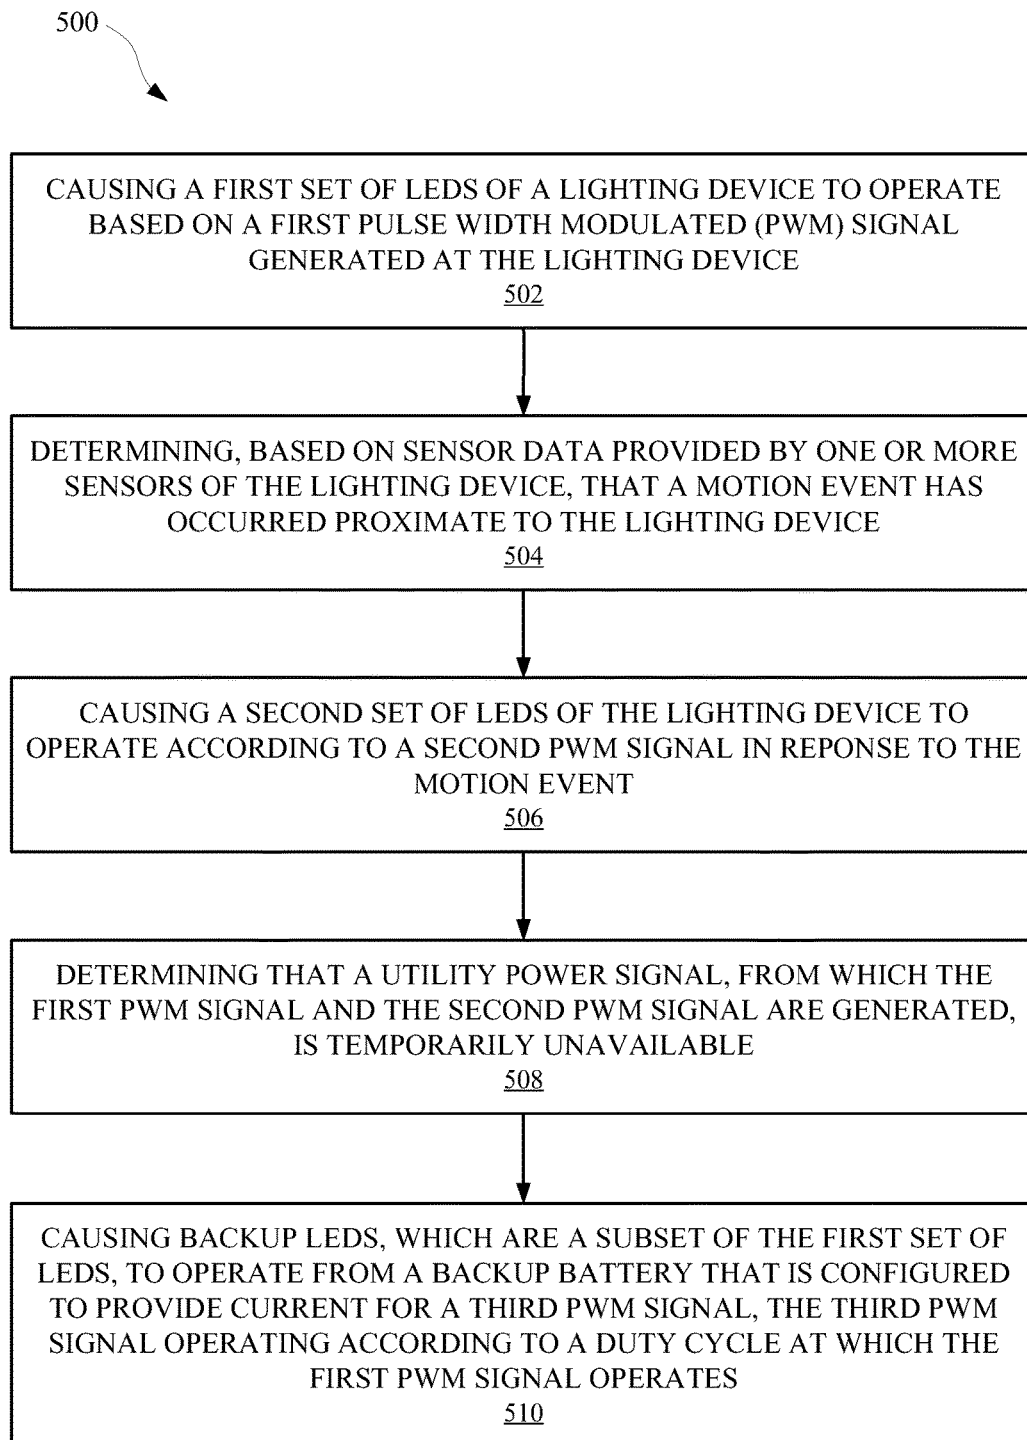 500
CAUSING A FIRST SET OF LEDS OF A LIGHTING DEVICE TO OPERATE
BASED ON A FIRST PULSE WIDTH MODULATED (PWM) SIGNAL
GENERATED AT THE LIGHTING DEVICE
502
DETERMINING, BASED ON SENSOR DATA PROVIDED BY ONE OR MORE
SENSORS OF THE LIGHTING DEVICE, THAT A MOTION EVENT HAS
OCCURRED PROXIMATE TO THE LIGHTING DEVICE
504
CAUSING A SECOND SET OF LEDS OF THE LIGHTING DEVICE TO
OPERATE ACCORDING TO A SECOND PWM SIGNAL IN REPONSE TO THE
MOTION EVENT
506
DETERMINING THAT A UTILITY POWER SIGNAL, FROM WHICH THE
FIRST PWM SIGNAL AND THE SECOND PWM SIGNAL ARE GENERATED,
IS TEMPORARILY UNAVAILABLE
508
CAUSING BACKUP LEDS, WHICH ARE A SUBSET OF THE FIRST SET OF
LEDS, TO OPERATE FROM A BACKUP BATTERY THAT IS CONFIGURED
TO PROVIDE CURRENT FOR A THIRD PWM SIGNAL, THE THIRD PWM
SIGNAL OPERATING ACCORDING TO A DUTY CYCLE AT WHICH THE
FIRST PWM SIGNAL OPERATES
510